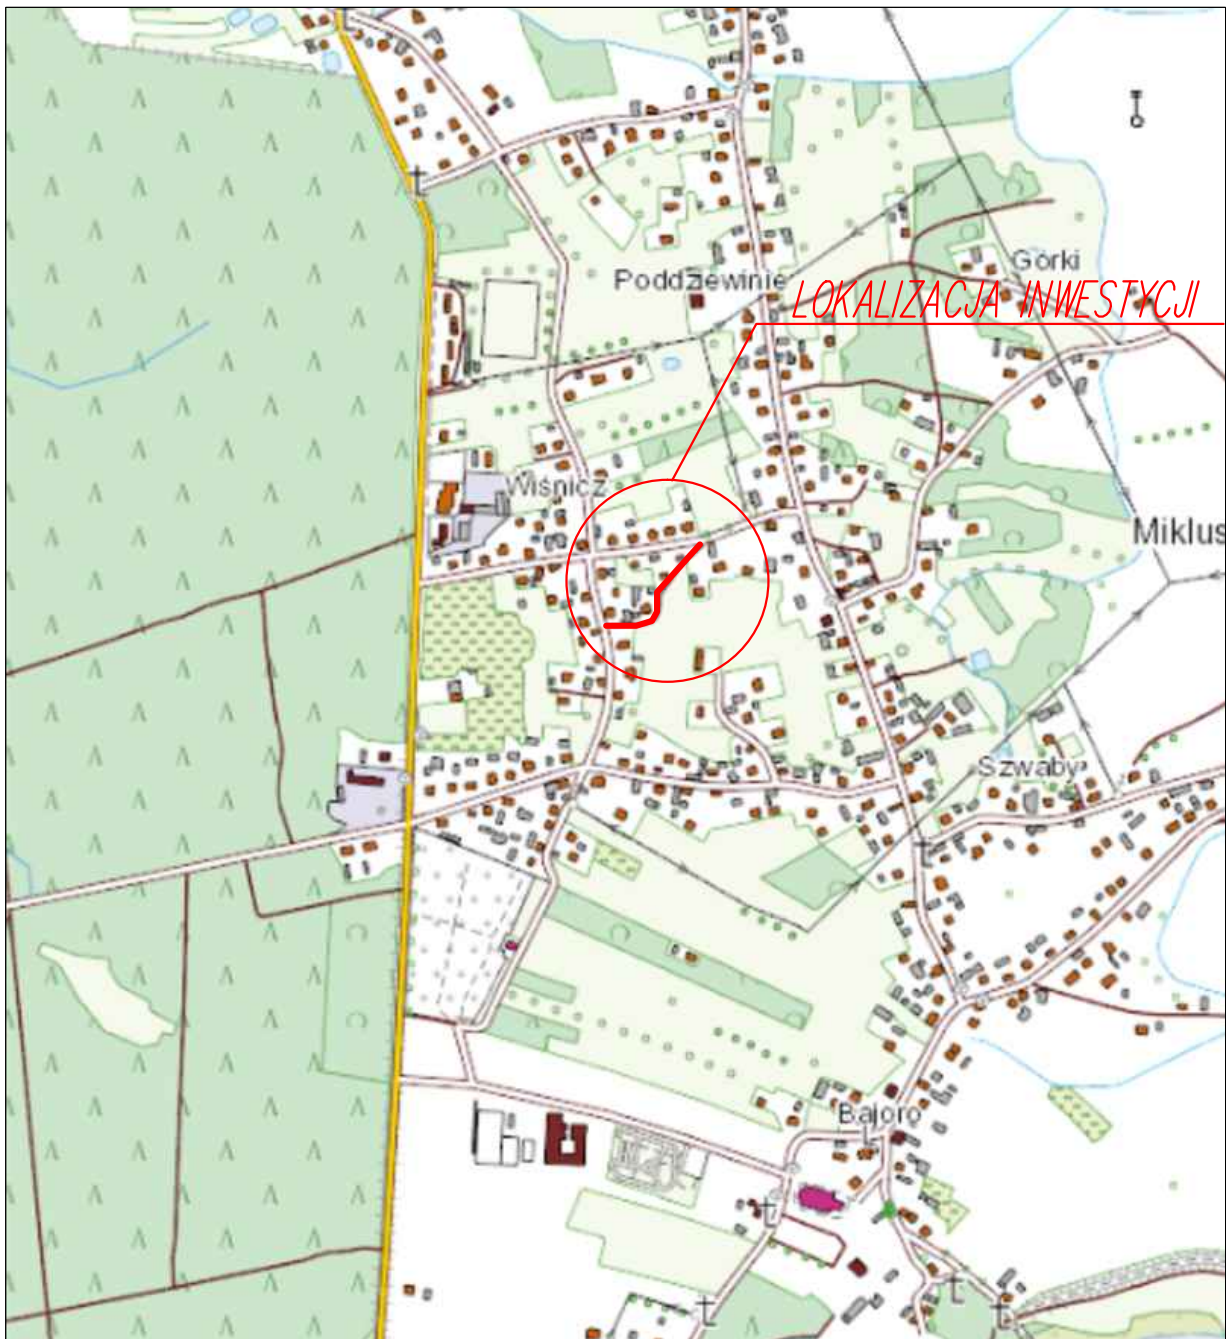 Górki
Poddziewinie
LOKALIZACJA INWESTYCJI
Wiśnicz
Miklus
Szwaby
Bajoro